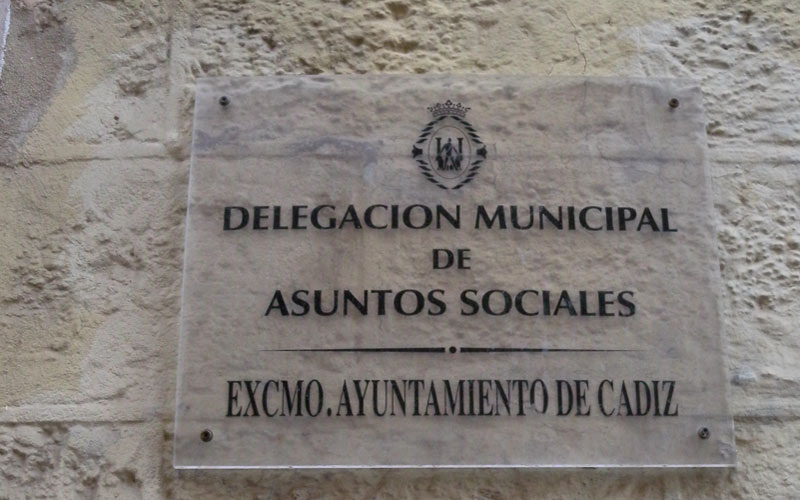 DELEGACION MUNICIPAL
DE
ASUNTOS SOCIALES
EXCMO. AYUNTAMIENTO DE CADIZ